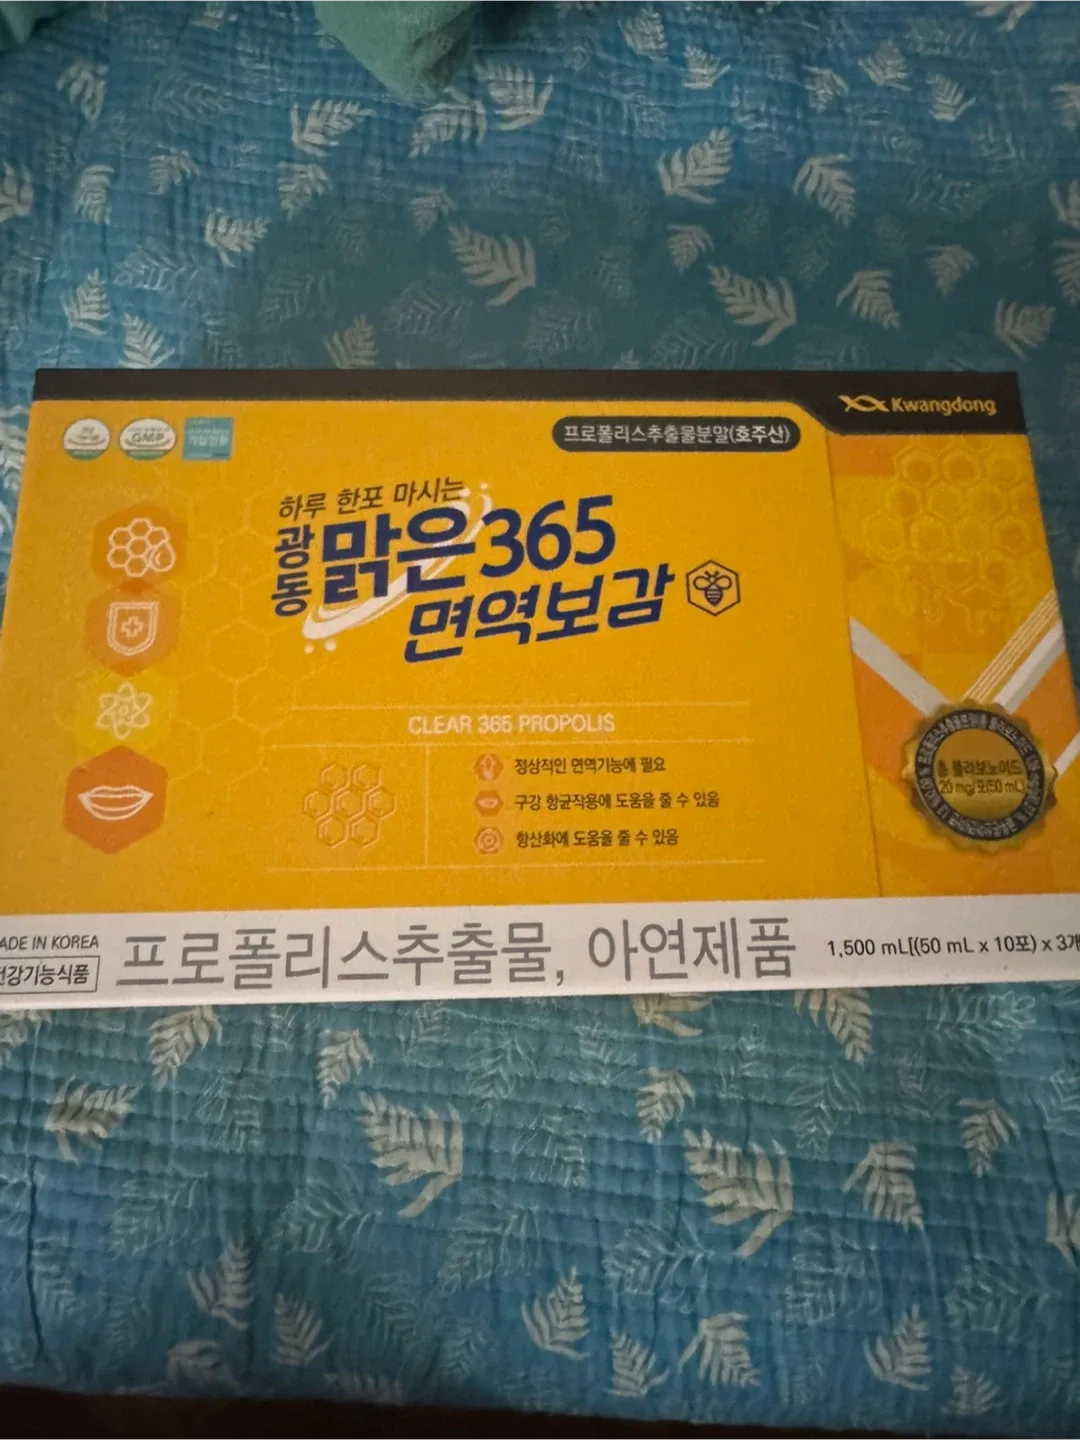 Kwangdong
GMP
프로폴리스추출물분말(호주산)
하루 한포 마시는
광동 맑은365
면역보감
CLEAR 365 PROPOLIS
정상적인 면역기능에 필요
구강 항균작용에 도움을 줄 수 있음
항산화에 도움을 줄 수 있음
총 플라보노이드
20 mg/포(50 mL)
ADE IN KOREA
건강기능식품
프로폴리스추출물, 아연제품
1,500 mL[(50 mL x 10포) x 3개